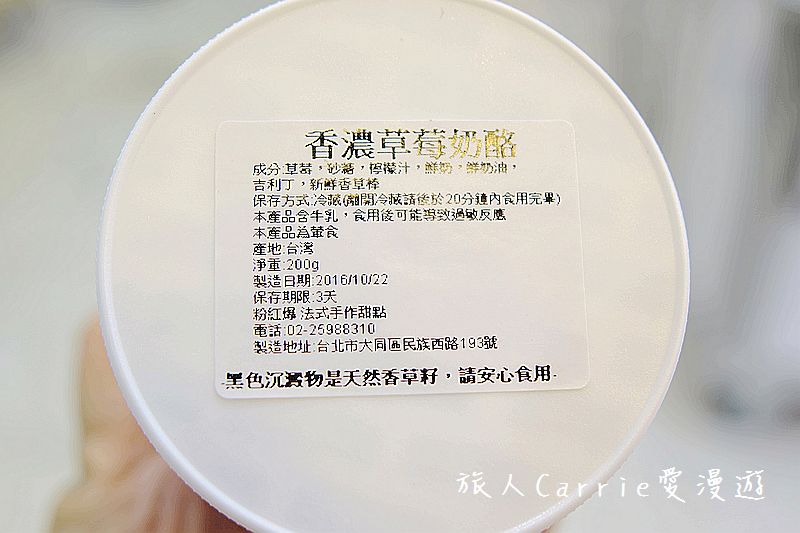 香濃草莓奶酪
成分:草莓，砂糖，檸檬汁，鮮奶，鮮奶油，
吉利丁，新鮮香草棒
保存方式:冷藏(離開冷藏請後於20分鐘內食用完畢)
本產品含牛乳，食用後可能導致過敏反應
本產品為葷食
產地:台灣
淨重:200g
製造日期:2016/10/22
保存期限:3天
粉紅爆 法式手作甜點
電話:02-25988310
製造地址:台北市大同區民族西路193號
黑色沉澱物是天然香草籽，請安心食用
旅人Carrie愛漫遊